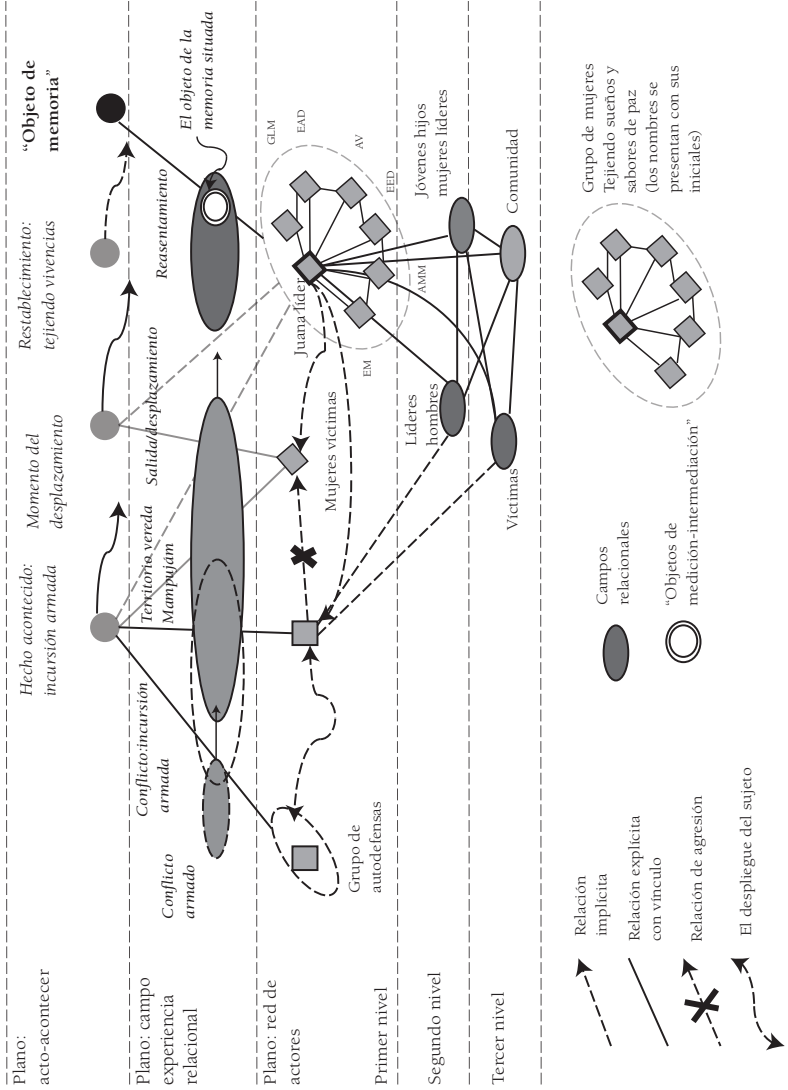 Plano:
acto-acontecer
Hecho acontecido:
incursión armada
Momento del
desplazamiento
Restablecimiento:
tejiendo vivencias
“Objeto de
memoria”
Plano: campo
experiencia
relacional
Conflicto
armado
Conflicto:incursión
armada
Territorio vereda
Mampuján
Salida/desplazamiento
Reasentamiento
El objeto de la
memoria situada
Plano: red de
actores
Primer nivel
Grupo de
autodefensas
Mujeres víctimas
Juana líder
GLM
EAD
AV
EED
AMM
EM
Segundo nivel
Líderes
hombres
Jóvenes hijos
mujeres líderes
Tercer nivel
Víctimas
Comunidad
Relación
implícita
Relación explícita
con vínculo
Relación de agresión
El despliegue del sujeto
Campos
relacionales
“Objetos de
medición-intermediación”
Grupo de mujeres
Tejiendo sueños y
sabores de paz
(los nombres se
presentan con sus
iniciales)